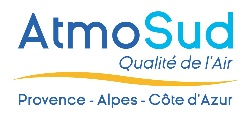 AtmoSud
Qualité de l'Air
Provence - Alpes - Côte d'Azur